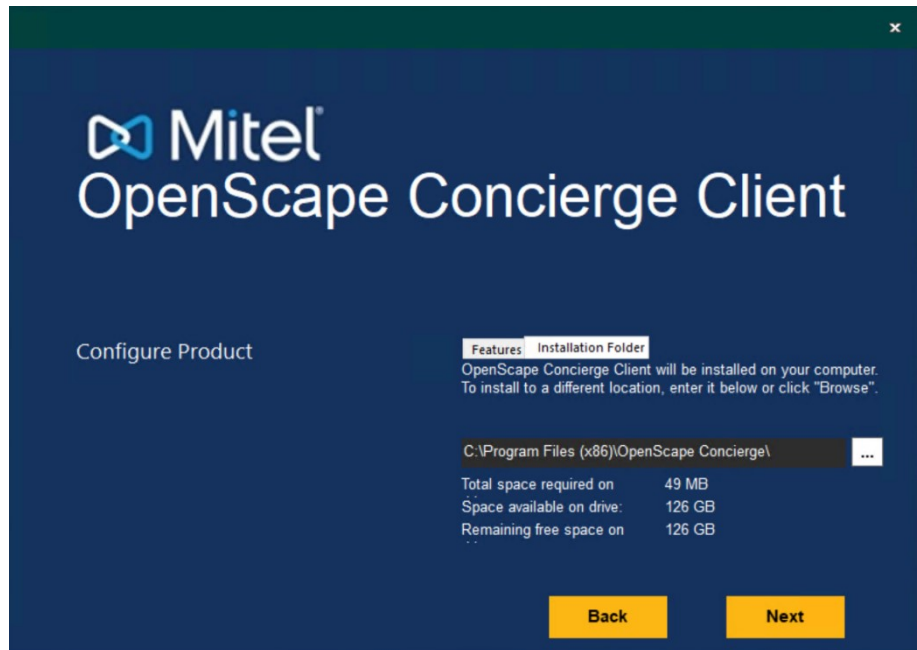 Mitel
OpenScape Concierge Client
Configure Product
Features Installation Folder
OpenScape Concierge Client will be installed on your computer.
To install to a different location, enter it below or click "Browse".
C:\Program Files (x86)\OpenScape Concierge\ ...
Total space required on 49 MB
Space available on drive: 126 GB
Remaining free space on 126 GB
Back Next